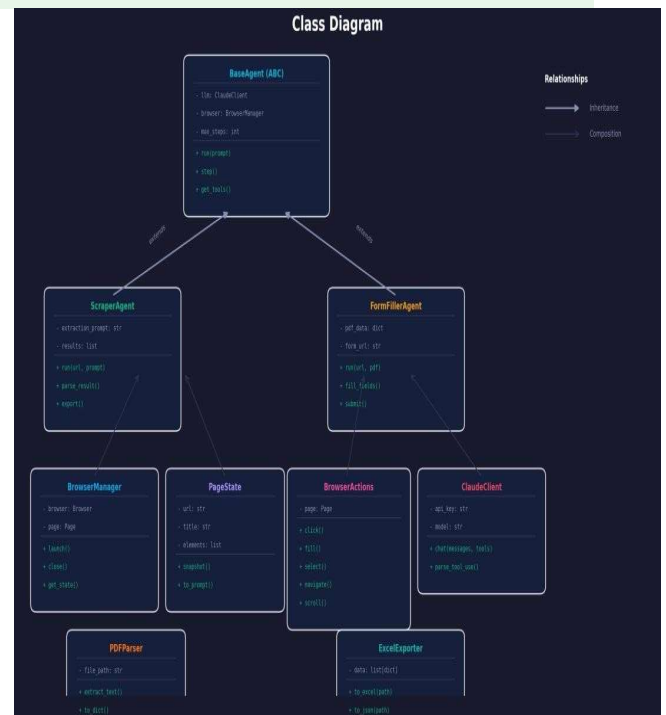 Class Diagram
BaseAgent (ABC)
- llm: ClaudeClient
- browser: BrowserManager
- max_steps: int
+ run(prompt)
+ step()
+ get_tools()
Relationships
Inheritance
Composition
extends
extends
ScraperAgent
- extraction_prompt: str
- results: list
+ run(url, prompt)
+ parse_result()
+ export()
FormFillerAgent
- pdf_data: dict
- form_url: str
+ run(url, pdf)
+ fill_fields()
+ submit()
BrowserManager
- browser: Browser
- page: Page
+ launch()
+ close()
+ get_state()
PageState
- url: str
- title: str
- elements: list
+ snapshot()
+ to_prompt()
BrowserActions
- page: Page
+ click()
+ fill()
+ select()
+ navigate()
+ scroll()
ClaudeClient
- api_key: str
- model: str
+ chat(messages, tools)
+ parse_tool_use()
PDFParser
- file_path: str
+ extract_text()
+ to_dict()
ExcelExporter
- data: list[dict]
+ to_excel(path)
+ to_json(path)